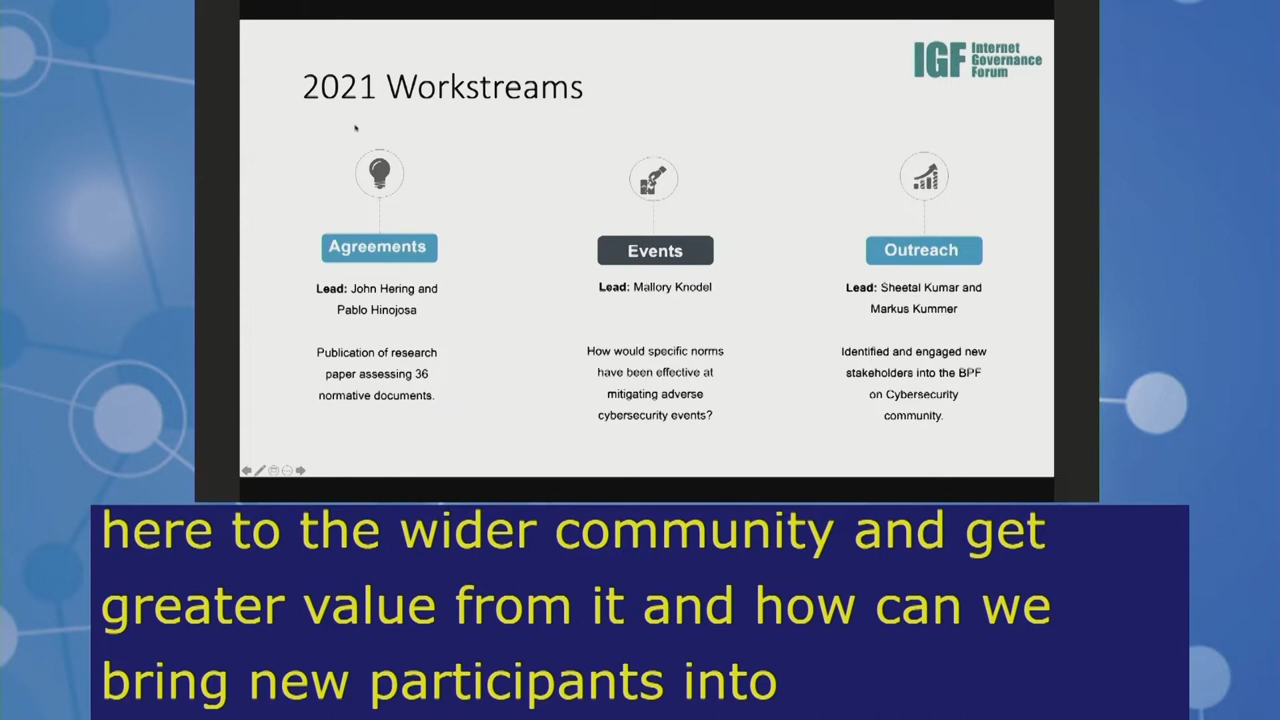 IGF Internet
Governance
Forum
2021 Workstreams
Agreements
Lead: John Hering and
Pablo Hinojosa
Publication of research
paper assessing 36
normative documents.
Events
Lead: Mallory Knodel
How would specific norms
have been effective at
mitigating adverse
cybersecurity events?
Outreach
Lead: Sheetal Kumar and
Markus Kummer
Identified and engaged new
stakeholders into the BPF
on Cybersecurity
community.
here to the wider community and get
greater value from it and how can we
bring new participants into